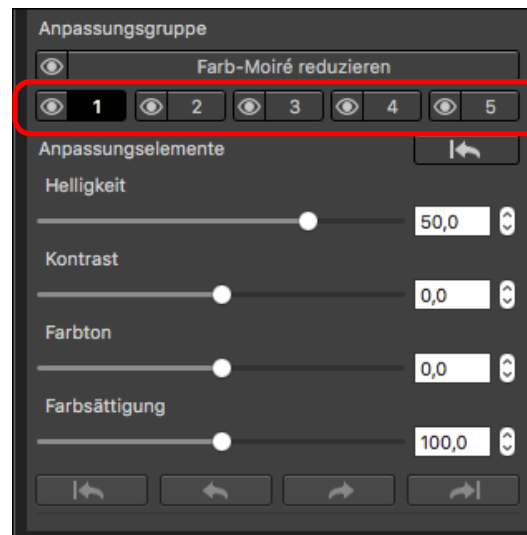 Anpassungsgruppe
Farb-Moiré reduzieren
1 2 3 4 5
Anpassungselemente
Helligkeit
50,0
Kontrast
0,0
Farbton
0,0
Farbsättigung
100,0